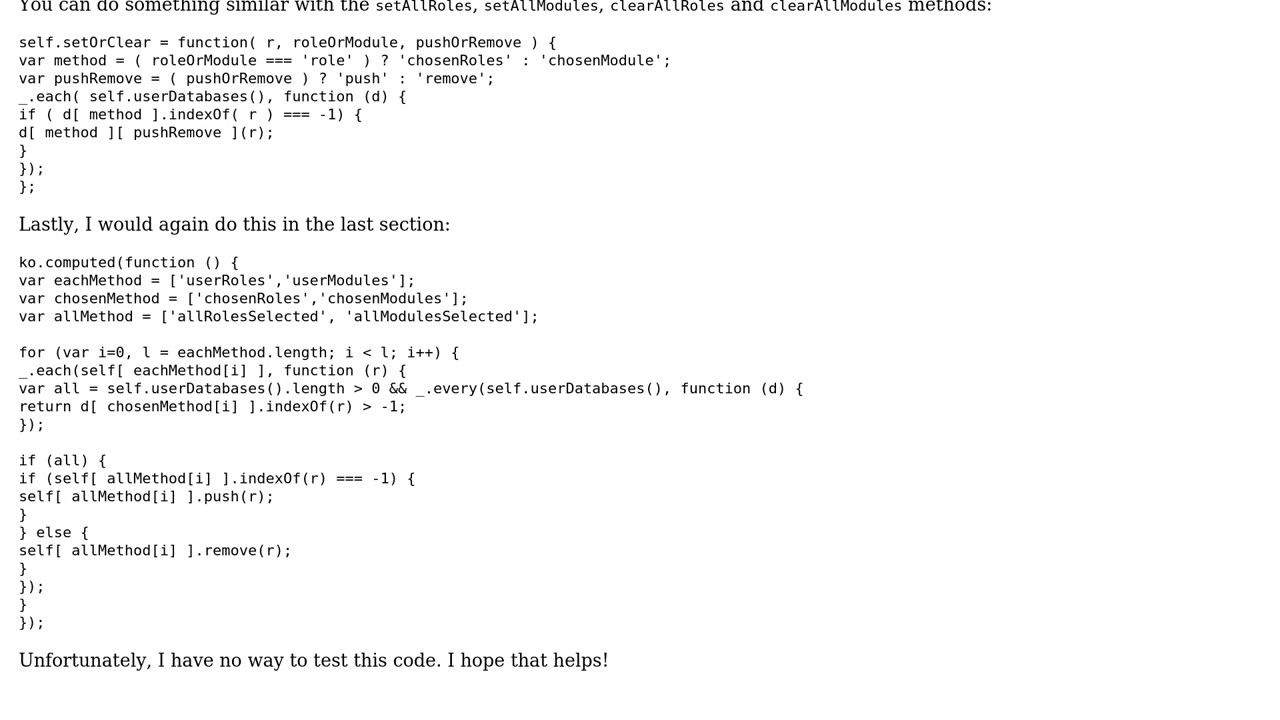 You can do something similar with the setAllRoles, setAllModules, clearAllRoles and clearAllModules methods:
self.setOrClear = function( r, roleOrModule, pushOrRemove ) {
var method = ( roleOrModule === 'role' ) ? 'chosenRoles' : 'chosenModule';
var pushRemove = ( pushOrRemove ) ? 'push' : 'remove';
_.each( self.userDatabases(), function (d) {
if ( d[ method ].indexOf( r ) === -1) {
d[ method ][ pushRemove ](r);
}
});
};
Lastly, I would again do this in the last section:
ko.computed(function () {
var eachMethod = ['userRoles','userModules'];
var chosenMethod = ['chosenRoles','chosenModules'];
var allMethod = ['allRolesSelected', 'allModulesSelected'];
for (var i=0, l = eachMethod.length; i < l; i++) {
_.each(self[ eachMethod[i] ], function (r) {
var all = self.userDatabases().length > 0 && _.every(self.userDatabases(), function (d) {
return d[ chosenMethod[i] ].indexOf(r) > -1;
});
if (all) {
if (self[ allMethod[i] ].indexOf(r) === -1) {
self[ allMethod[i] ].push(r);
}
} else {
self[ allMethod[i] ].remove(r);
}
});
}
});
Unfortunately, I have no way to test this code. I hope that helps!